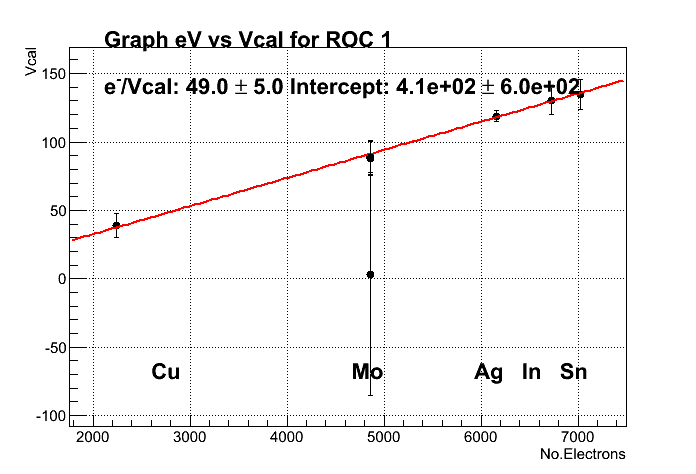 Graph eV vs Vcal for ROC 1
e⁻/Vcal: 49.0 ± 5.0 Intercept: 4.1e+02 ± 6.0e+02
Vcal
150
100
50
0
-50
-100
Cu Mo Ag In Sn
2000 3000 4000 5000 6000 7000
No.Electrons